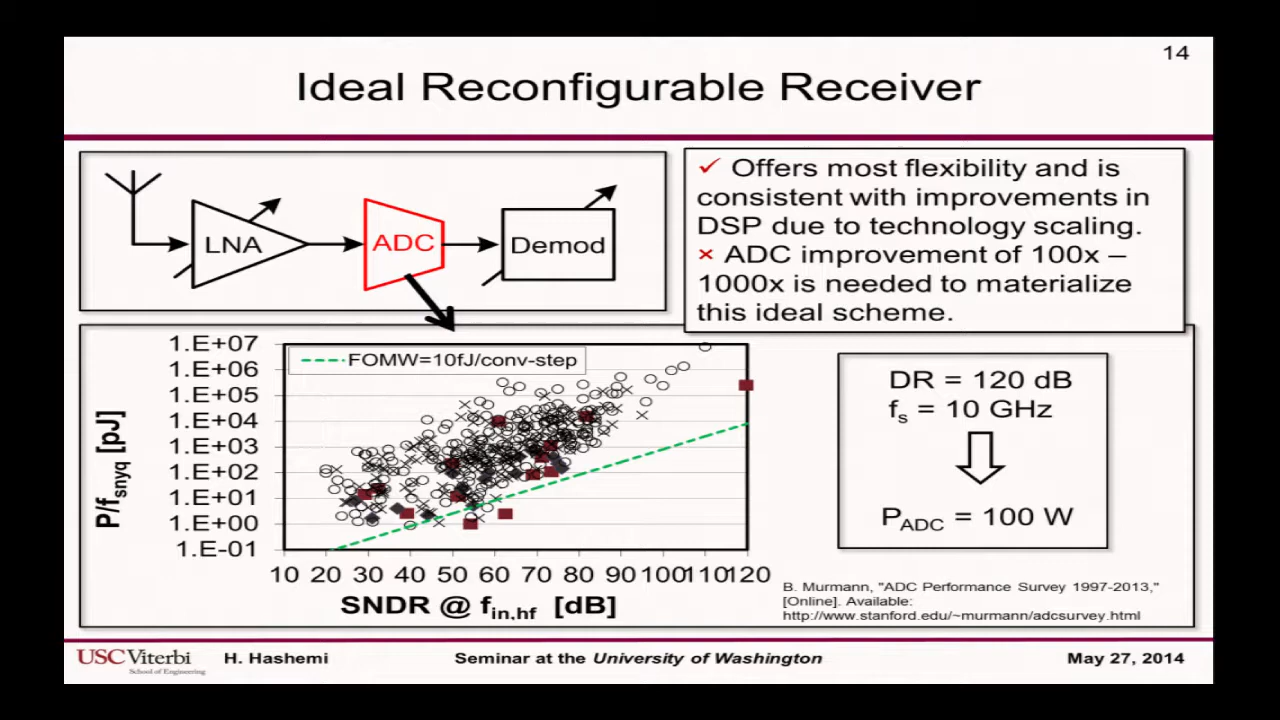 14
Ideal Reconfigurable Receiver
LNA
ADC
Demod
✓ Offers most flexibility and is
consistent with improvements in
DSP due to technology scaling.
× ADC improvement of 100x –
1000x is needed to materialize
this ideal scheme.
FOMW=10fJ/conv-step
1.E+07
1.E+06
1.E+05
1.E+04
1.E+03
1.E+02
1.E+01
1.E+00
1.E-01
P/fsnyq [pJ]
10 20 30 40 50 60 70 80 90 100 110 120
SNDR @ fin,hf [dB]
DR = 120 dB
fs = 10 GHz
PADC = 100 W
B. Murmann, "ADC Performance Survey 1997-2013,"
[Online]. Available:
http://www.stanford.edu/~murmann/adcsurvey.html
USC Viterbi
School of Engineering
H. Hashemi
Seminar at the University of Washington
May 27, 2014